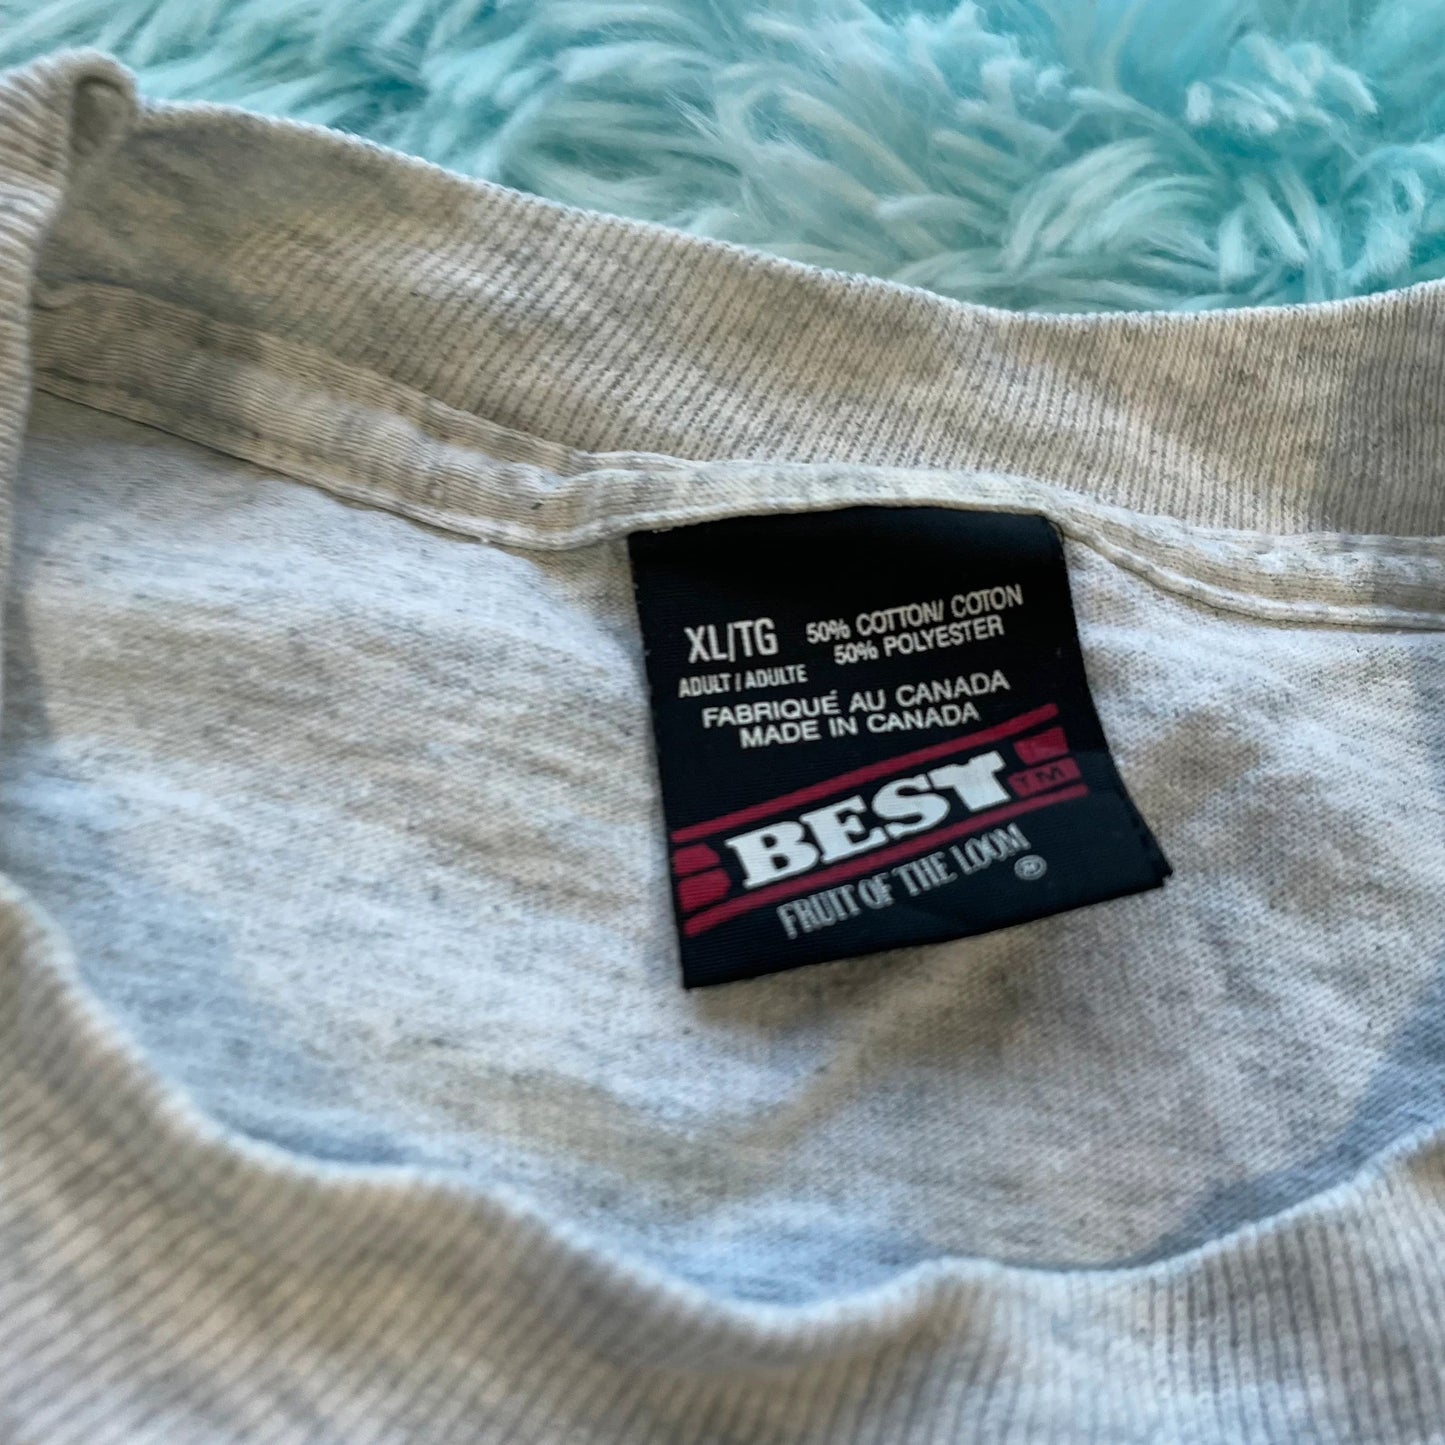 XL/TG
ADULT / ADULTE
50% COTTON/ COTON
50% POLYESTER
FABRIQUÉ AU CANADA
MADE IN CANADA
BEST TM
FRUIT OF THE LOOM ®